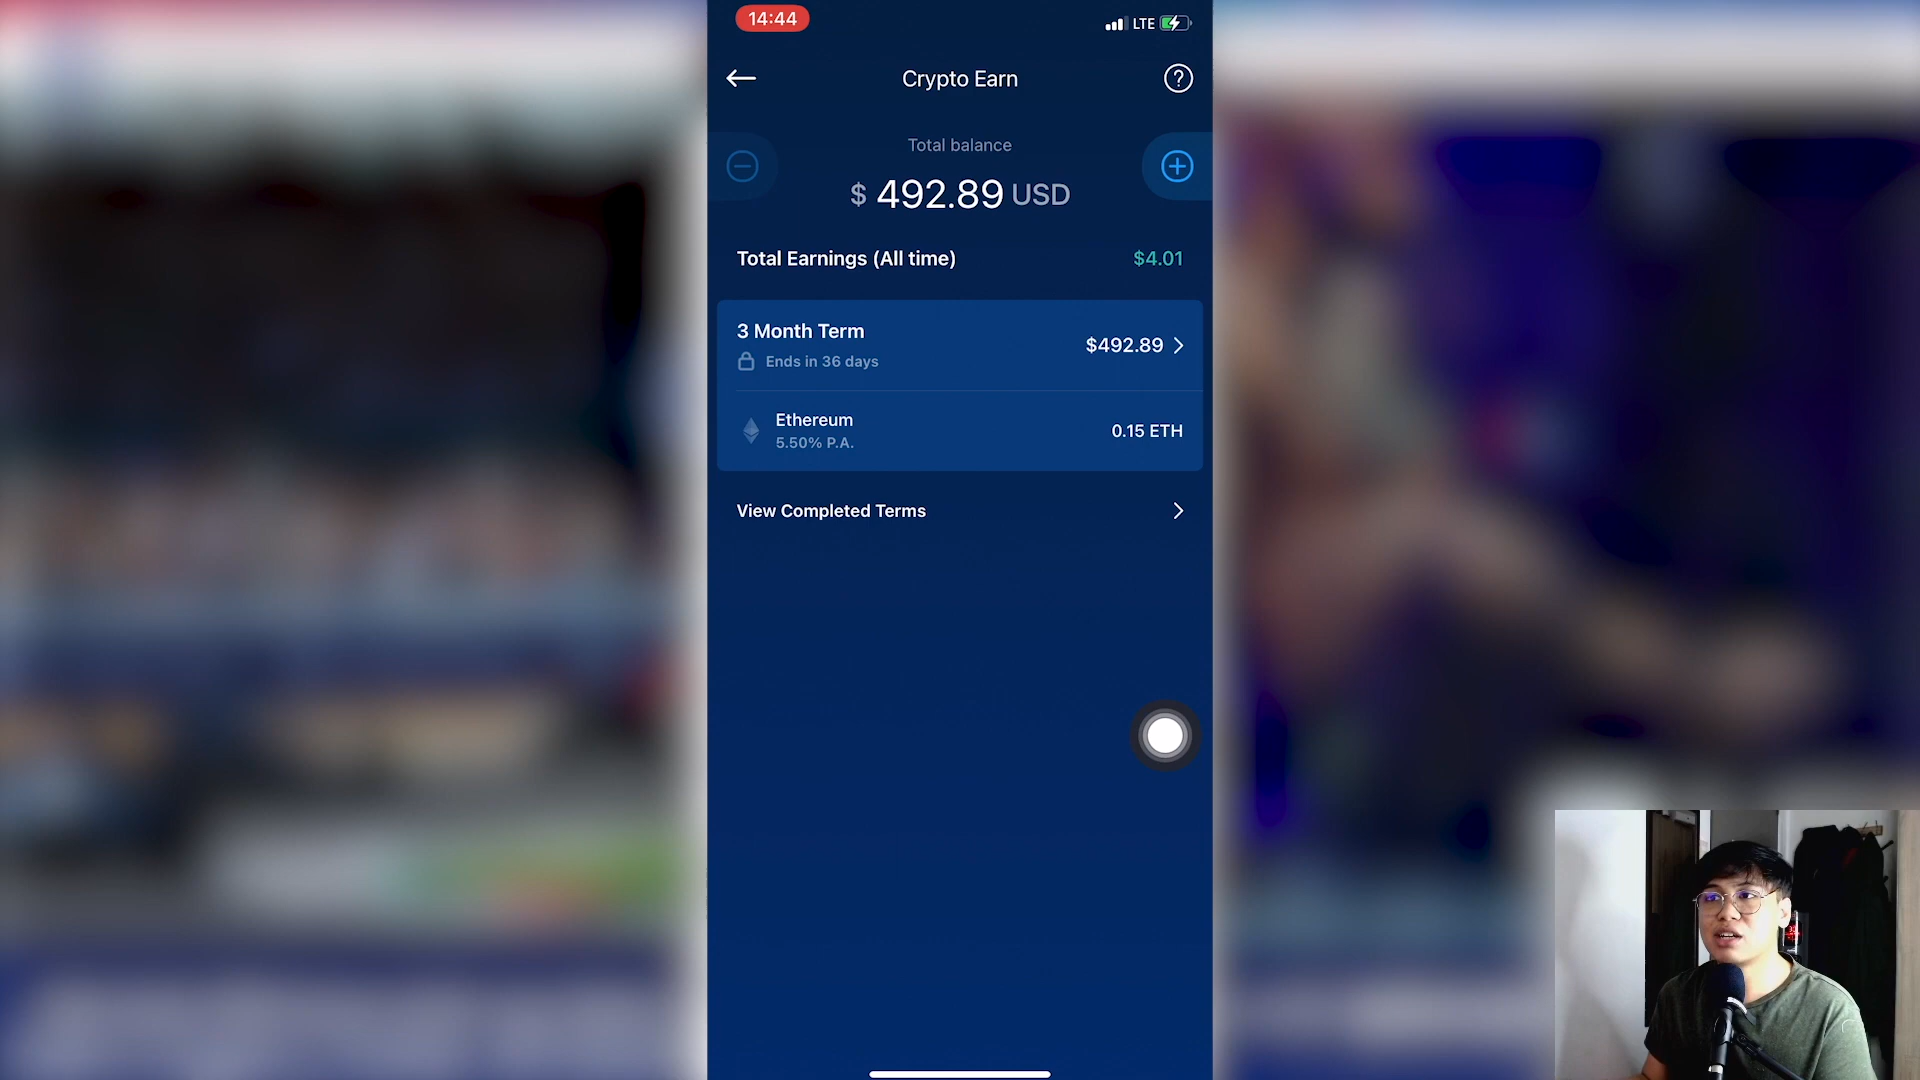 14:44
LTE
Crypto Earn
Total balance
$ 492.89 USD
Total Earnings (All time)
$4.01
3 Month Term
Ends in 36 days
$492.89
Ethereum
5.50% P.A.
0.15 ETH
View Completed Terms